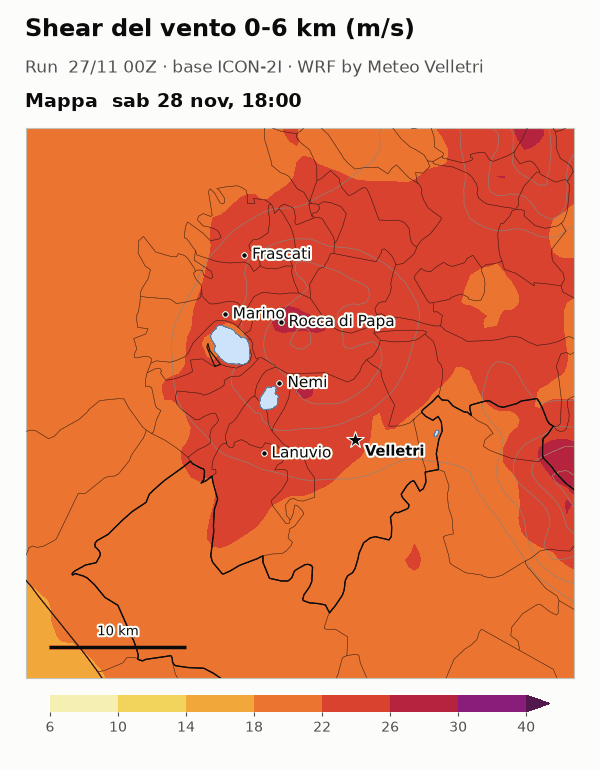 Shear del vento 0-6 km (m/s)
Run  27/11 00Z · base ICON-2I · WRF by Meteo Velletri
Mappa  sab 28 nov, 18:00
Frascati
Marino
Rocca di Papa
Nemi
Velletri
Lanuvio
10 km
6 10 14 18 22 26 30 40